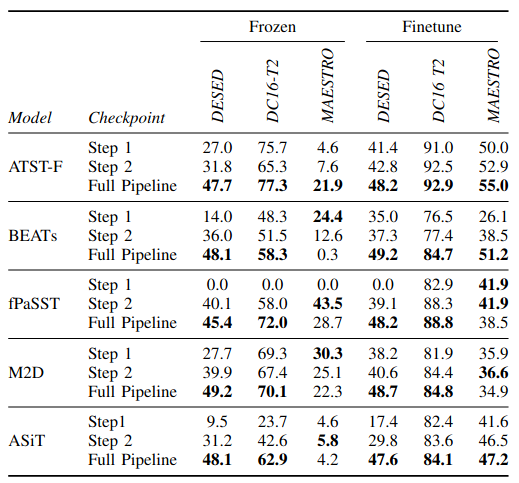 Frozen Finetune
Model Checkpoint DESED DC16-T2 MAESTRO DESED DC16 T2 MAESTRO
Step 1 27.0 75.7 4.6 41.4 91.0 50.0
ATST-F Step 2 31.8 65.3 7.6 42.8 92.5 52.9
Full Pipeline 47.7 77.3 21.9 48.2 92.9 55.0
Step 1 14.0 48.3 24.4 35.0 76.5 26.1
BEATs Step 2 36.0 51.5 12.6 37.3 77.4 38.5
Full Pipeline 48.1 58.3 0.3 49.2 84.7 51.2
Step 1 0.0 0.0 0.0 0.0 82.9 41.9
fPaSST Step 2 40.1 58.0 43.5 39.1 88.3 41.9
Full Pipeline 45.4 72.0 28.7 48.2 88.8 38.5
Step 1 27.7 69.3 30.3 38.2 81.9 35.9
M2D Step 2 39.9 67.4 25.1 40.6 84.4 36.6
Full Pipeline 49.2 70.1 22.3 48.7 84.8 34.9
Step1 9.5 23.7 4.6 17.4 82.4 41.6
ASiT Step 2 31.2 42.6 5.8 29.8 83.6 46.5
Full Pipeline 48.1 62.9 4.2 47.6 84.1 47.2